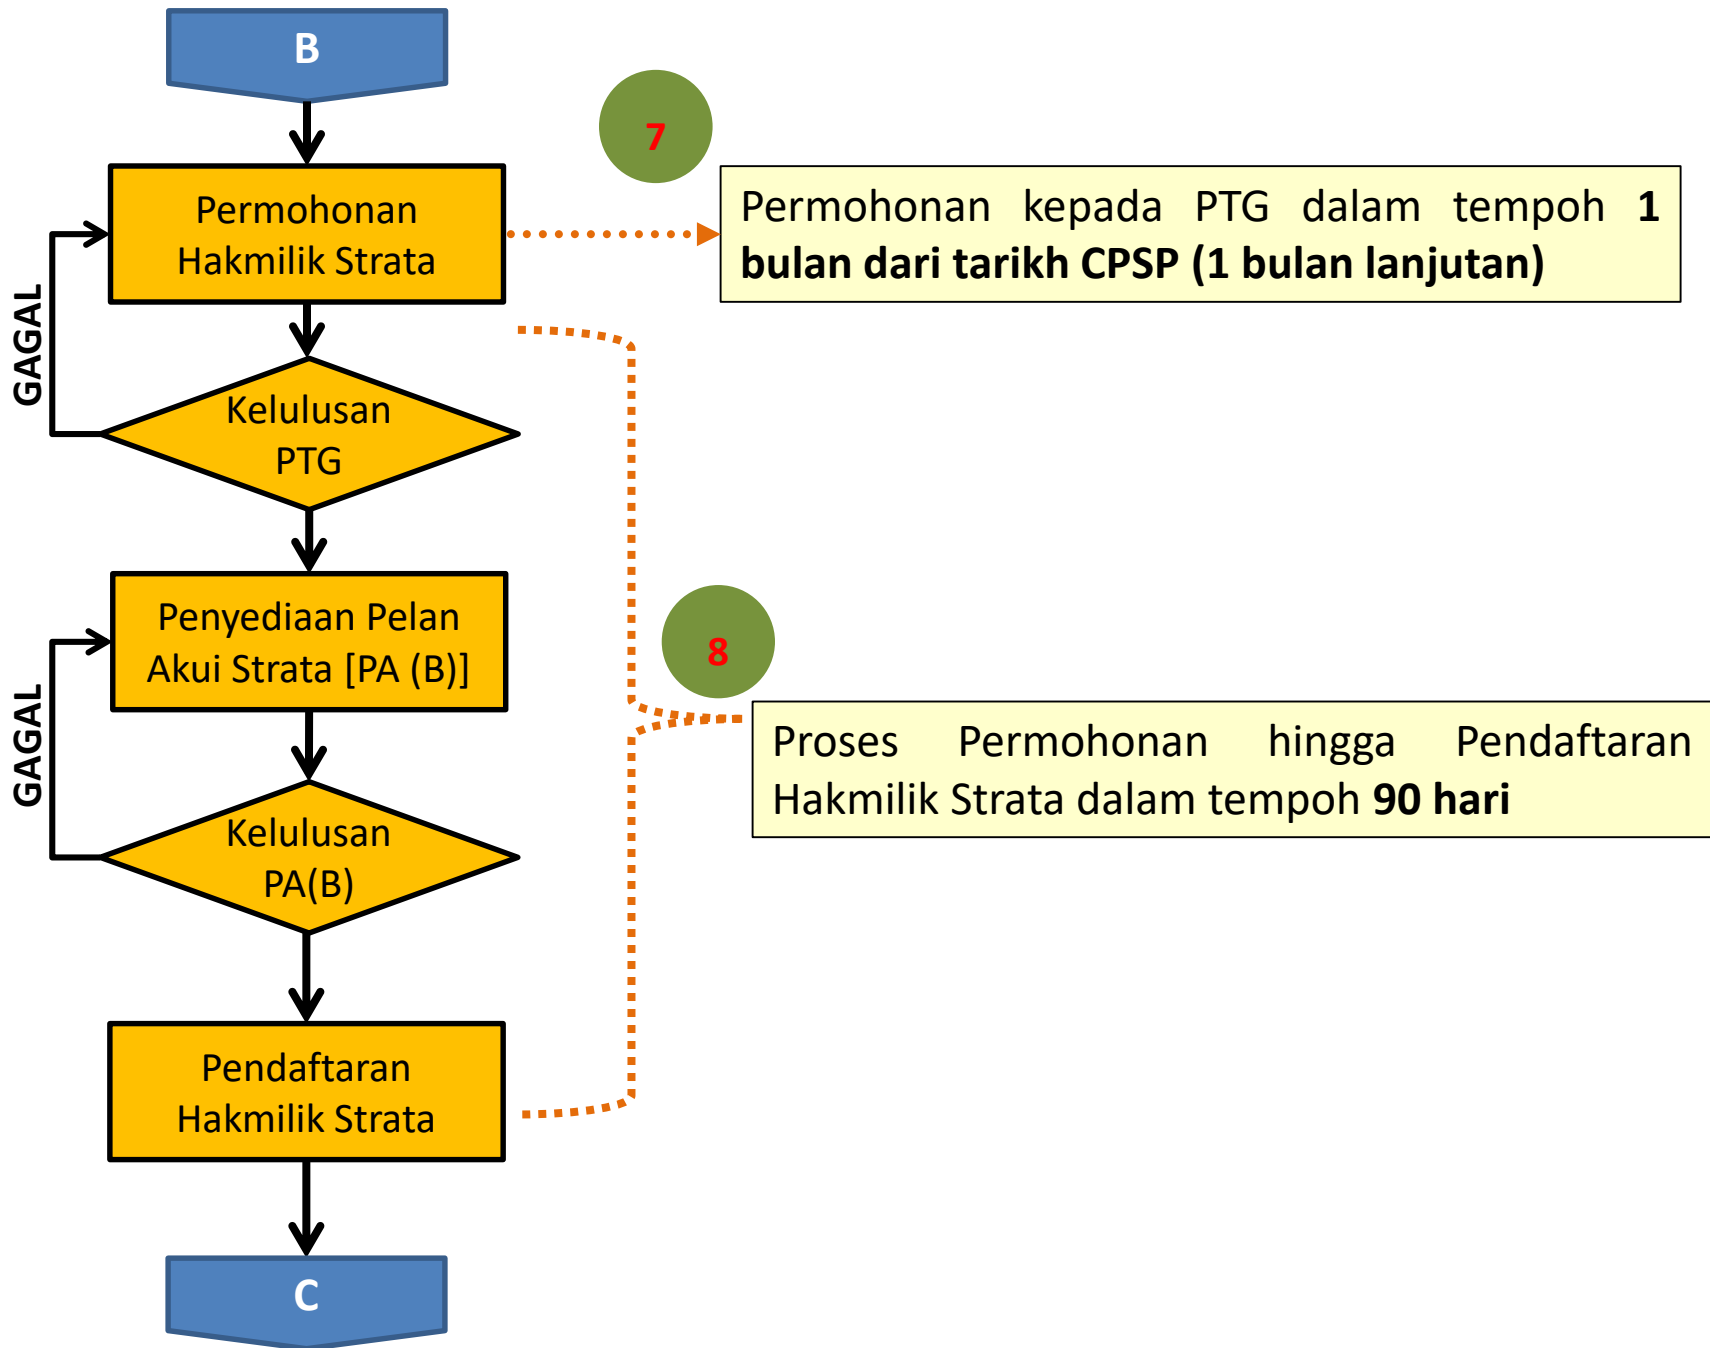 B
7
Permohonan
Hakmilik Strata
Permohonan kepada PTG dalam tempoh 1
bulan dari tarikh CPSP (1 bulan lanjutan)
GAGAL
Kelulusan
PTG
Penyediaan Pelan
Akui Strata [PA (B)]
8
Proses Permohonan hingga Pendaftaran
Hakmilik Strata dalam tempoh 90 hari
GAGAL
Kelulusan
PA(B)
Pendaftaran
Hakmilik Strata
C